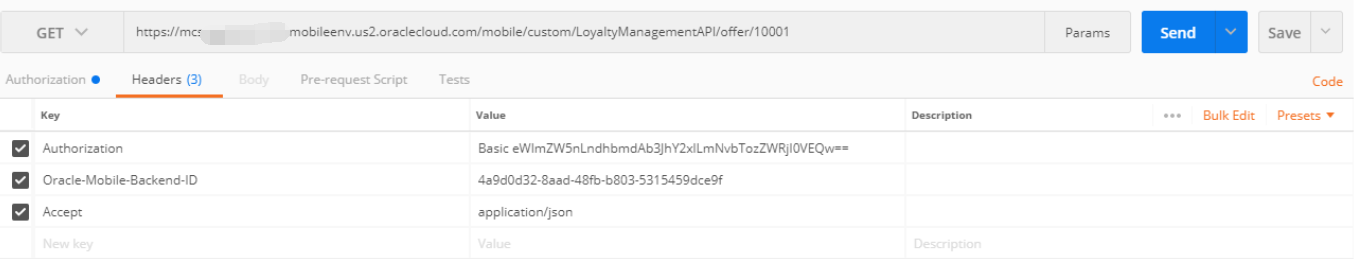 GET https://mcs mobileenv.us2.oraclecloud.com/mobile/custom/LoyaltyManagementAPI/offer/10001 Params Send Save
Authorization Headers (3) Body Pre-request Script Tests Code
Key Value Description ••• Bulk Edit Presets
Authorization Basic eWlmZW5nLndhbmdAb3JhY2xlLmNvbTozZWRjI0VEQw==
Oracle-Mobile-Backend-ID 4a9d0d32-8aad-48fb-b803-5315459dce9f
Accept application/json
New key Value Description